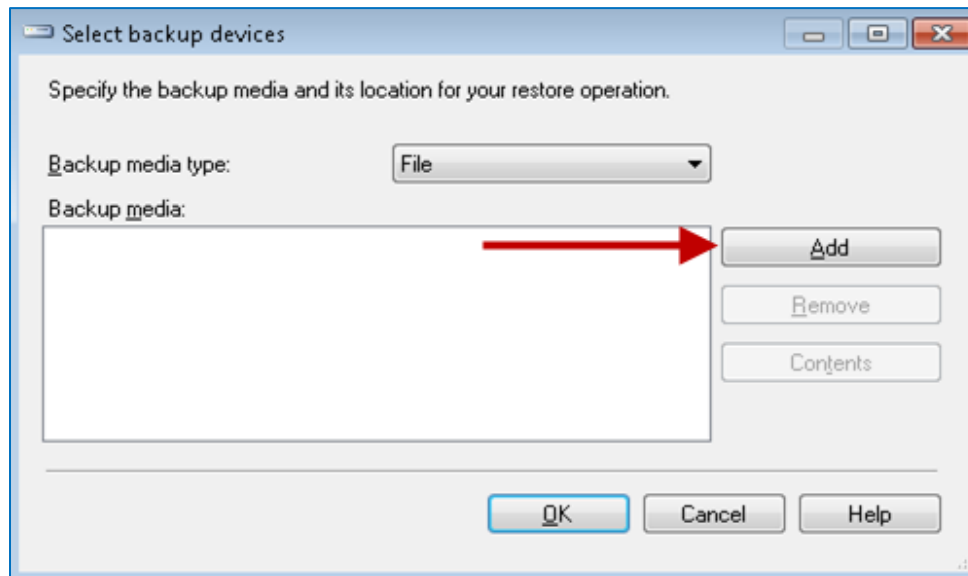 Select backup devices
Specify the backup media and its location for your restore operation.
Backup media type:
File
Backup media:
Add
Remove
Contents
OK
Cancel
Help